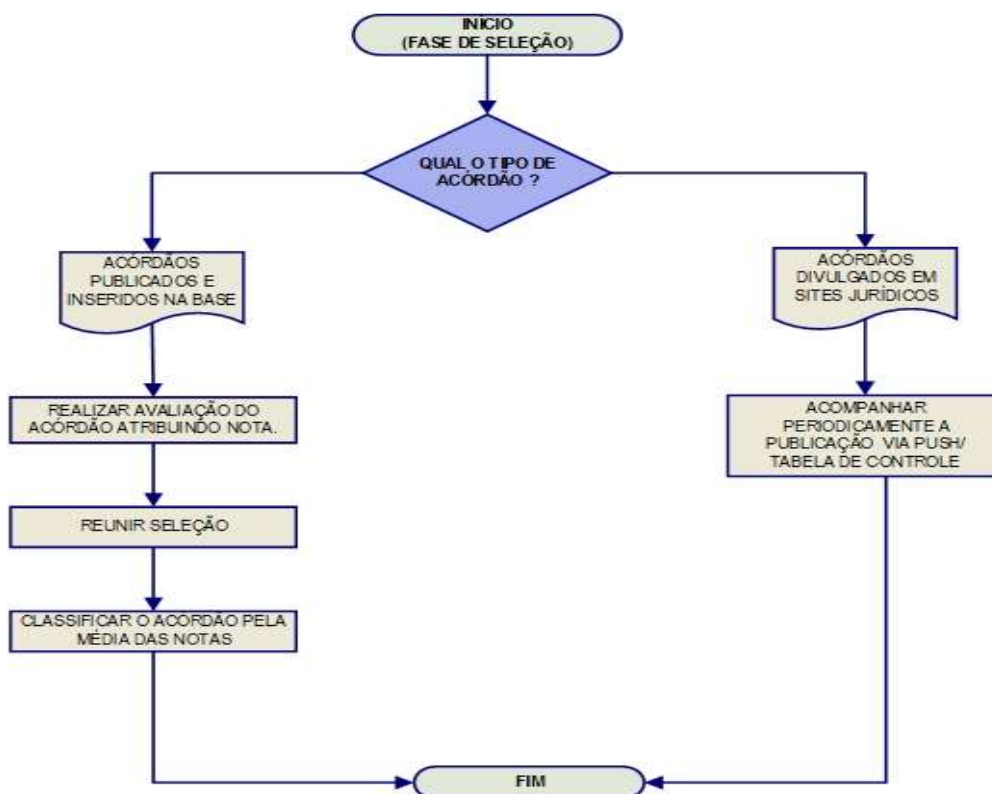 INÍCIO
(FASE DE SELEÇÃO)
QUAL O TIPO DE
ACÓRDÃO ?
ACÓRDÃOS
PUBLICADOS E
INSERIDOS NA BASE
REALIZAR AVALIAÇÃO DO
ACÓRDÃO ATRIBUINDO NOTA.
REUNIR SELEÇÃO
CLASSIFICAR O ACÓRDÃO PELA
MÉDIA DAS NOTAS
ACÓRDÃOS
DIVULGADOS EM
SITES JURÍDICOS
ACOMPANHAR
PERIODICAMENTE A
PUBLICAÇÃO VIA PUSH/
TABELA DE CONTROLE
FIM